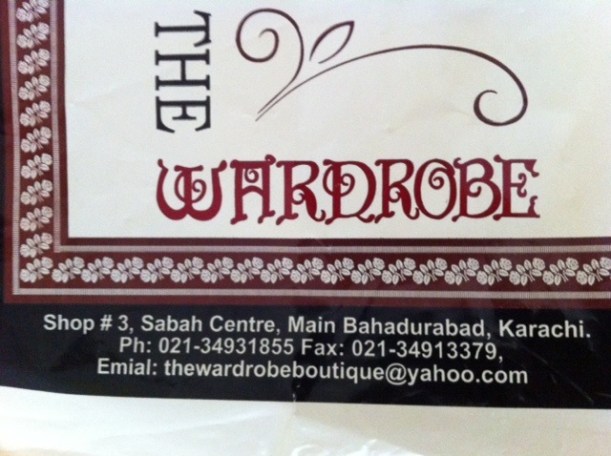 THE
WARDROBE
Shop # 3, Sabah Centre, Main Bahadurabad, Karachi.
Ph: 021-34931855 Fax: 021-34913379,
Emial: thewardrobeboutique@yahoo.com